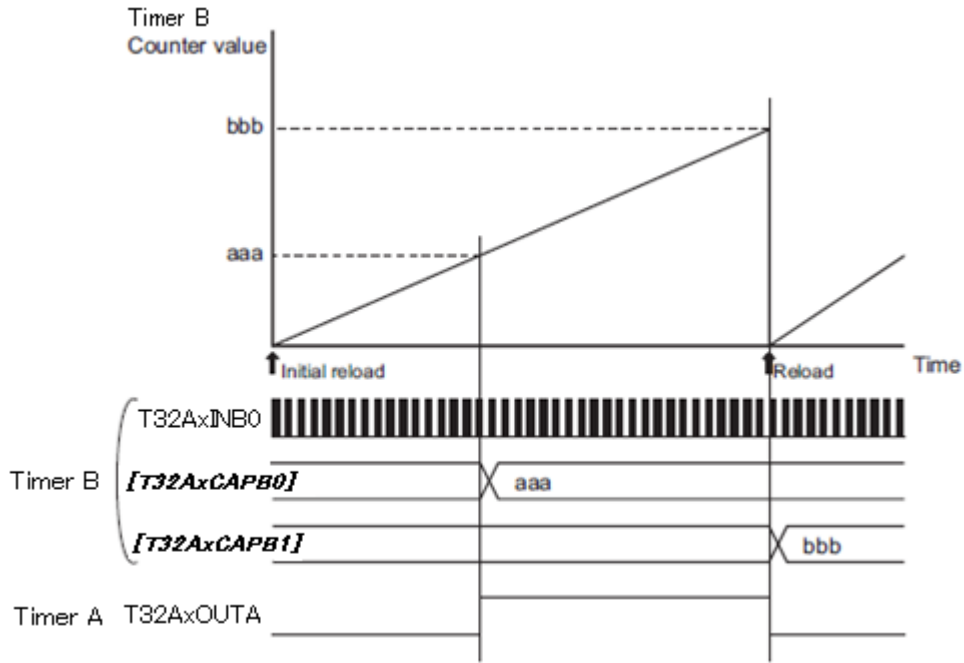 Timer B
Counter value
bbb
aaa
Initial reload
Reload
Time
T32AxINB0
Timer B
[T32AxCAPB0]
aaa
[T32AxCAPB1]
bbb
Timer A
T32AxOUTA